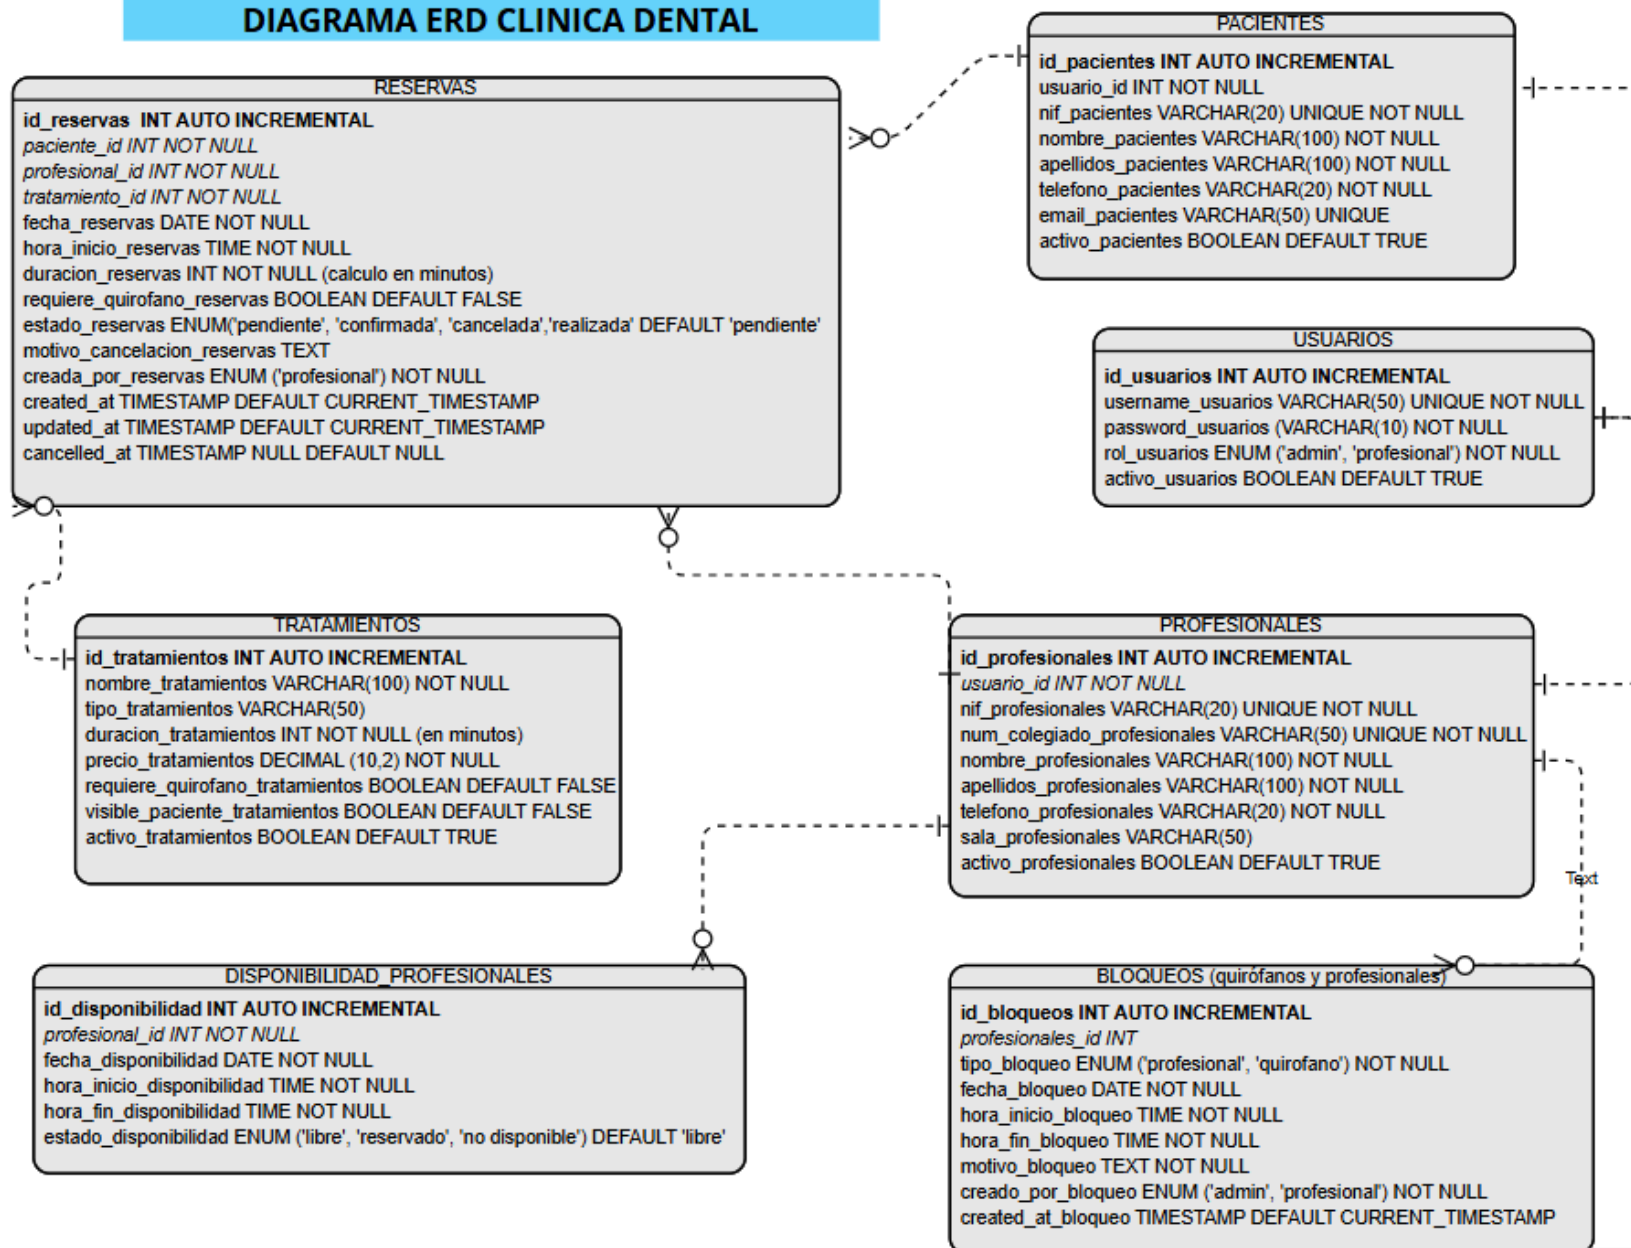 DIAGRAMA ERD CLINICA DENTAL
RESERVAS
id_reservas INT AUTO INCREMENTAL
paciente_id INT NOT NULL
profesional_id INT NOT NULL
tratamiento_id INT NOT NULL
fecha_reservas DATE NOT NULL
hora_inicio_reservas TIME NOT NULL
duracion_reservas INT NOT NULL (calculo en minutos)
requiere_quirofano_reservas BOOLEAN DEFAULT FALSE
estado_reservas ENUM('pendiente', 'confirmada', 'cancelada','realizada' DEFAULT 'pendiente'
motivo_cancelacion_reservas TEXT
creada_por_reservas ENUM ('profesional') NOT NULL
created_at TIMESTAMP DEFAULT CURRENT_TIMESTAMP
updated_at TIMESTAMP DEFAULT CURRENT_TIMESTAMP
cancelled_at TIMESTAMP NULL DEFAULT NULL
PACIENTES
id_pacientes INT AUTO INCREMENTAL
usuario_id INT NOT NULL
nif_pacientes VARCHAR(20) UNIQUE NOT NULL
nombre_pacientes VARCHAR(100) NOT NULL
apellidos_pacientes VARCHAR(100) NOT NULL
telefono_pacientes VARCHAR(20) NOT NULL
email_pacientes VARCHAR(50) UNIQUE
activo_pacientes BOOLEAN DEFAULT TRUE
USUARIOS
id_usuarios INT AUTO INCREMENTAL
username_usuarios VARCHAR(50) UNIQUE NOT NULL
password_usuarios (VARCHAR(10) NOT NULL
rol_usuarios ENUM ('admin', 'profesional') NOT NULL
activo_usuarios BOOLEAN DEFAULT TRUE
TRATAMIENTOS
id_tratamientos INT AUTO INCREMENTAL
nombre_tratamientos VARCHAR(100) NOT NULL
tipo_tratamientos VARCHAR(50)
duracion_tratamientos INT NOT NULL (en minutos)
precio_tratamientos DECIMAL (10,2) NOT NULL
requiere_quirofano_tratamientos BOOLEAN DEFAULT FALSE
visible_paciente_tratamientos BOOLEAN DEFAULT FALSE
activo_tratamientos BOOLEAN DEFAULT TRUE
PROFESIONALES
id_profesionales INT AUTO INCREMENTAL
usuario_id INT NOT NULL
nif_profesionales VARCHAR(20) UNIQUE NOT NULL
num_colegiado_profesionales VARCHAR(50) UNIQUE NOT NULL
nombre_profesionales VARCHAR(100) NOT NULL
apellidos_profesionales VARCHAR(100) NOT NULL
telefono_profesionales VARCHAR(20) NOT NULL
sala_profesionales VARCHAR(50)
activo_profesionales BOOLEAN DEFAULT TRUE
Text
DISPONIBILIDAD_PROFESIONALES
id_disponibilidad INT AUTO INCREMENTAL
profesional_id INT NOT NULL
fecha_disponibilidad DATE NOT NULL
hora_inicio_disponibilidad TIME NOT NULL
hora_fin_disponibilidad TIME NOT NULL
estado_disponibilidad ENUM ('libre', 'reservado', 'no disponible') DEFAULT 'libre'
BLOQUEOS (quirófanos y profesionales)
id_bloqueos INT AUTO INCREMENTAL
profesionales_id INT
tipo_bloqueo ENUM ('profesional', 'quirofano') NOT NULL
fecha_bloqueo DATE NOT NULL
hora_inicio_bloqueo TIME NOT NULL
hora_fin_bloqueo TIME NOT NULL
motivo_bloqueo TEXT NOT NULL
creado_por_bloqueo ENUM ('admin', 'profesional') NOT NULL
created_at_bloqueo TIMESTAMP DEFAULT CURRENT_TIMESTAMP